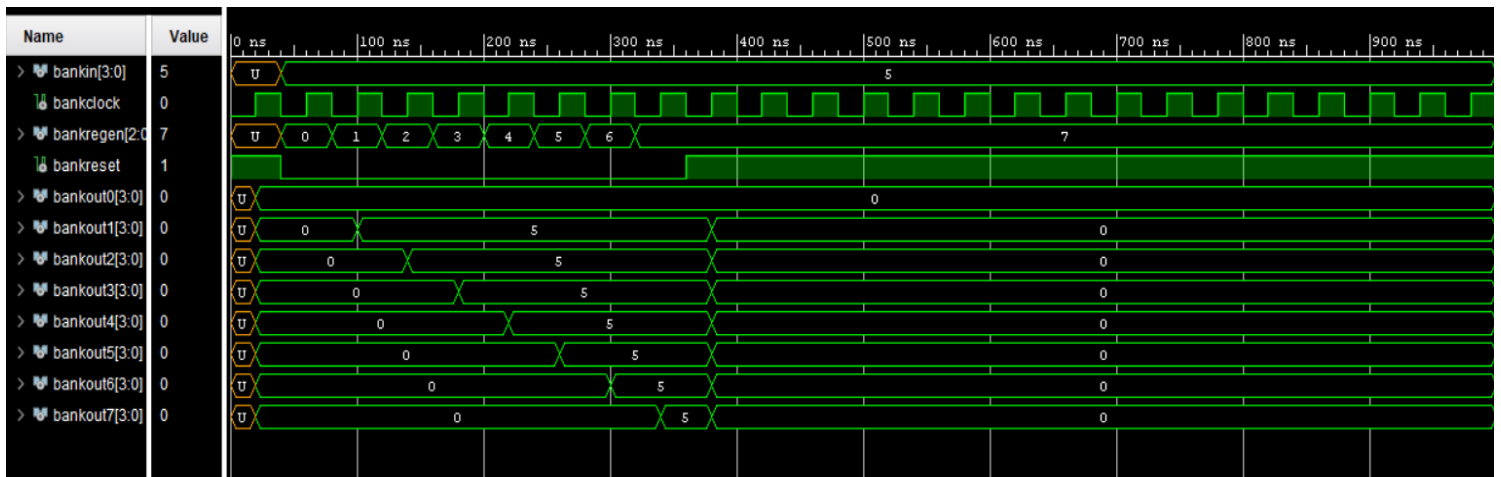 Name Value 0 ns 100 ns 200 ns 300 ns 400 ns 500 ns 600 ns 700 ns 800 ns 900 ns
bankin[3:0] 5 U 5
bankclock 0
bankregen[2:0 7 U 0 1 2 3 4 5 6 7
bankreset 1
bankout0[3:0] 0 U 0
bankout1[3:0] 0 U 0 5 0
bankout2[3:0] 0 U 0 5 0
bankout3[3:0] 0 U 0 5 0
bankout4[3:0] 0 U 0 5 0
bankout5[3:0] 0 U 0 5 0
bankout6[3:0] 0 U 0 5 0
bankout7[3:0] 0 U 0 5 0